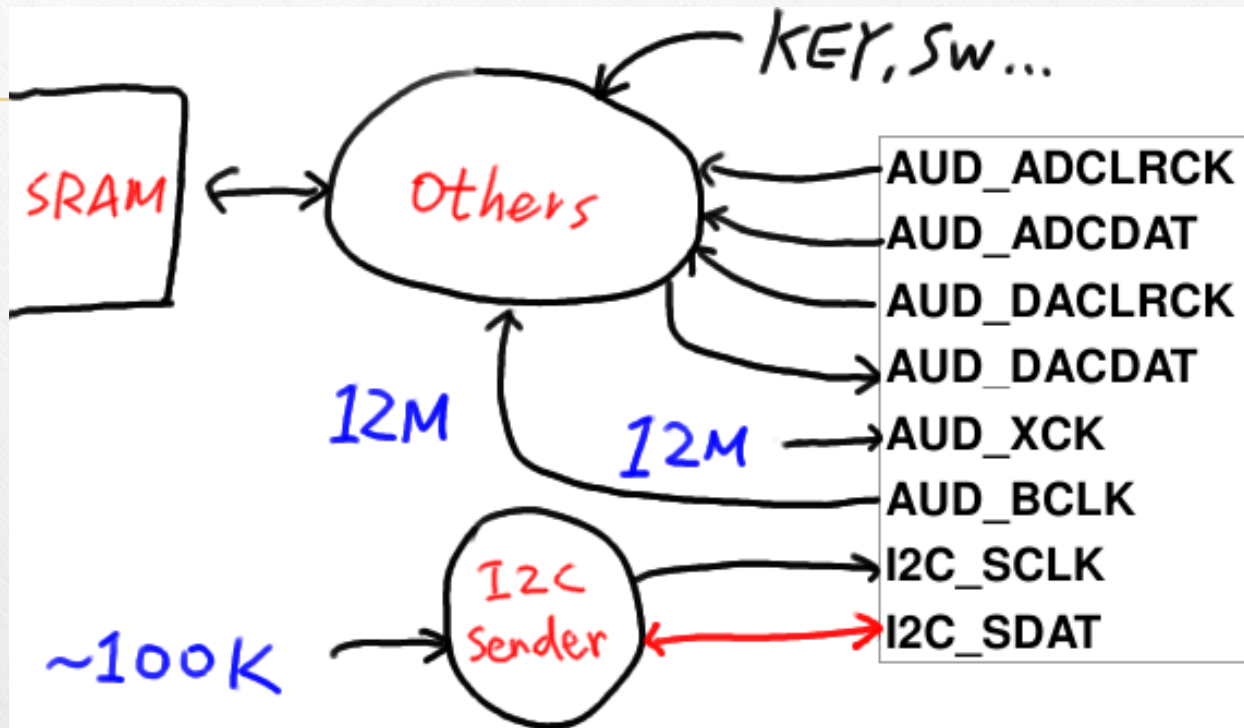 KEY, SW...
SRAM
Others
AUD_ADCLRCK
AUD_ADCDAT
AUD_DACLRCK
AUD_DACDAT
12M
12M
AUD_XCK
AUD_BCLK
I2C
Sender
I2C_SCLK
I2C_SDAT
~100K